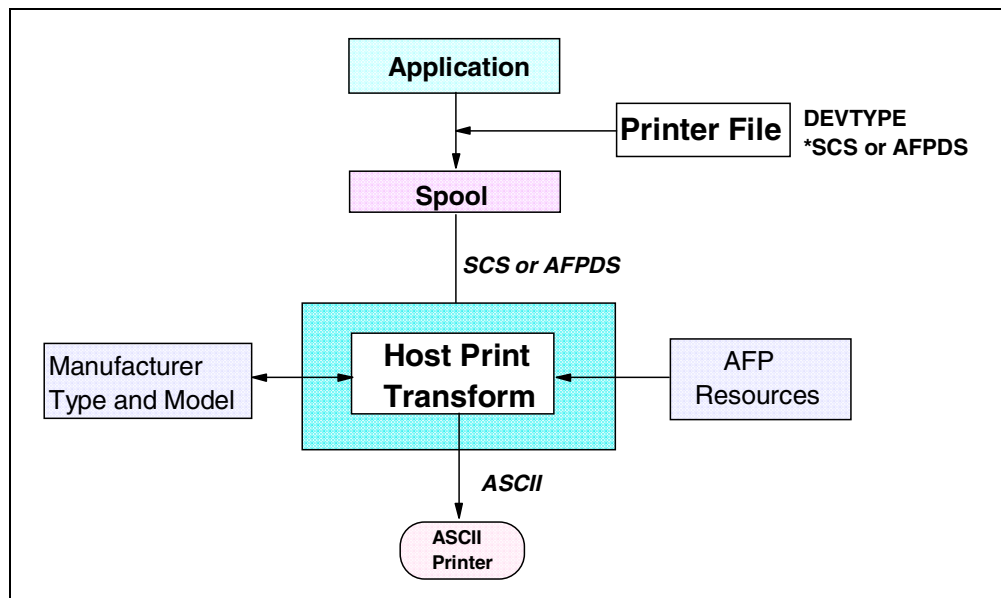 Application
Printer File
DEVTYPE
*SCS or AFPDS
Spool
SCS or AFPDS
Manufacturer
Type and Model
Host Print
Transform
AFP
Resources
ASCII
ASCII
Printer